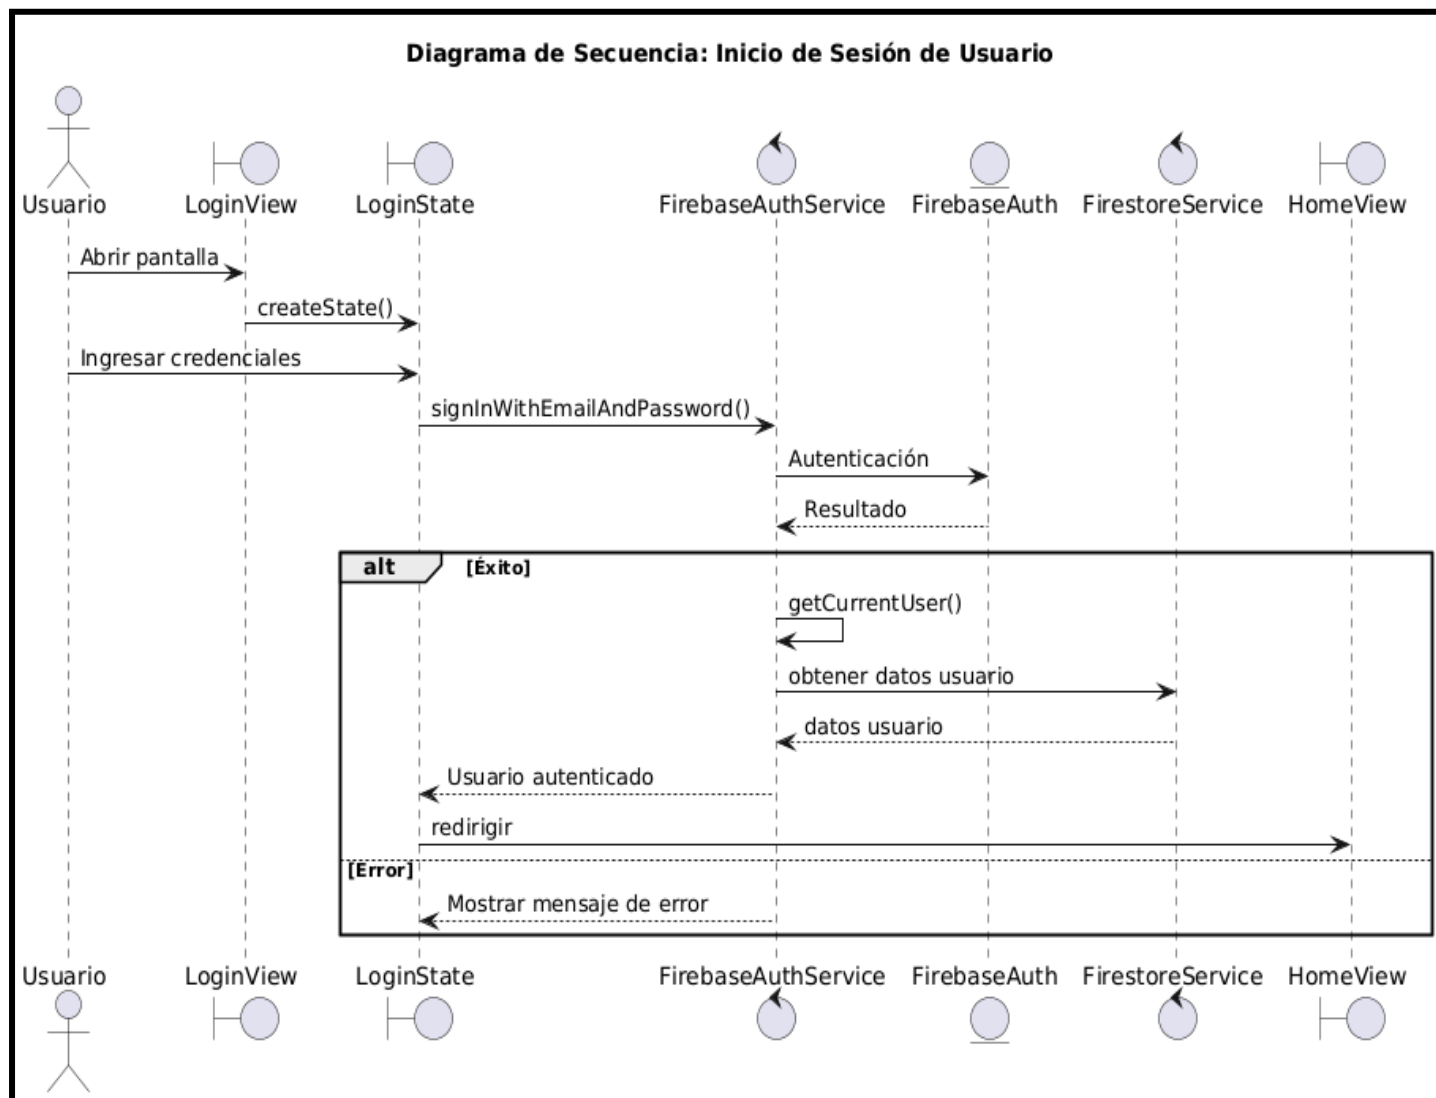 Diagrama de Secuencia: Inicio de Sesión de Usuario
Usuario LoginView LoginState FirebaseAuthService FirebaseAuth FirestoreService HomeView
Abrir pantalla
createState()
Ingresar credenciales
signInWithEmailAndPassword()
Autenticación
Resultado
alt [Éxito]
getCurrentUser()
obtener datos usuario
datos usuario
Usuario autenticado
redirigir
[Error]
Mostrar mensaje de error
Usuario LoginView LoginState FirebaseAuthService FirebaseAuth FirestoreService HomeView